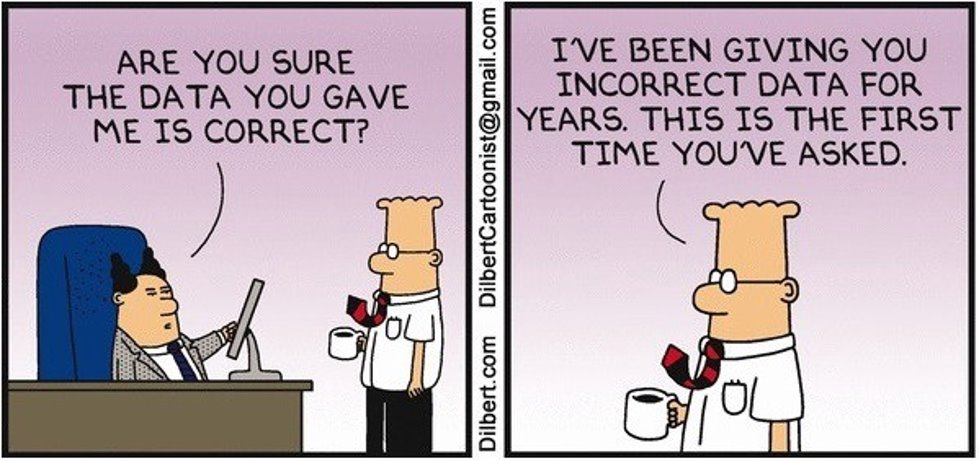 ARE YOU SURE
THE DATA YOU GAVE
ME IS CORRECT?
Dilbert.com DilbertCartoonist@gmail.com
I'VE BEEN GIVING YOU
INCORRECT DATA FOR
YEARS. THIS IS THE FIRST
TIME YOU'VE ASKED.